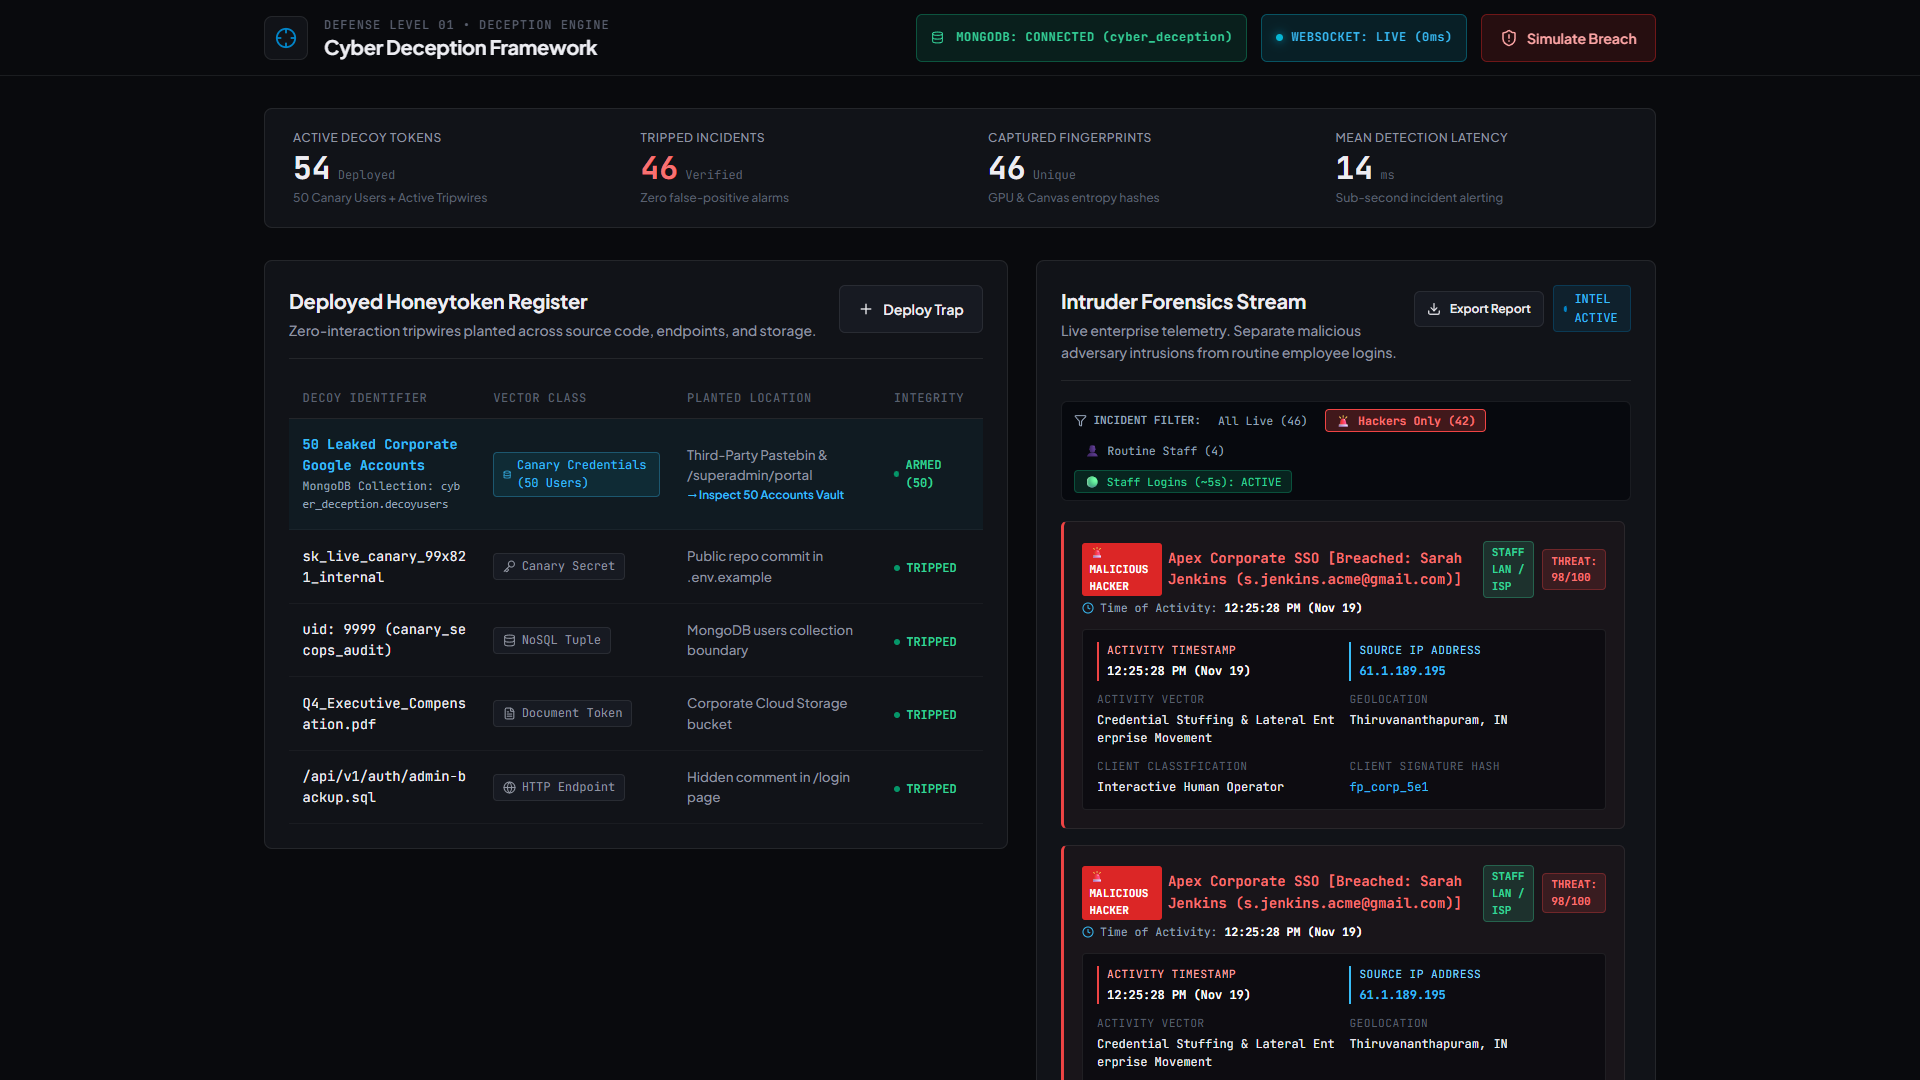 DEFENSE LEVEL 01 • DECEPTION ENGINE
Cyber Deception Framework
MONGODB: CONNECTED (cyber_deception)
WEBSOCKET: LIVE (0ms)
Simulate Breach
ACTIVE DECOY TOKENS
54 Deployed
50 Canary Users + Active Tripwires
TRIPPED INCIDENTS
46 Verified
Zero false-positive alarms
CAPTURED FINGERPRINTS
46 Unique
GPU & Canvas entropy hashes
MEAN DETECTION LATENCY
14 ms
Sub-second incident alerting
Deployed Honeytoken Register
Zero-interaction tripwires planted across source code, endpoints, and storage.
+ Deploy Trap
DECOY IDENTIFIER
VECTOR CLASS
PLANTED LOCATION
INTEGRITY
50 Leaked Corporate
Google Accounts
MongoDB Collection: cyb
er_deception.decoyusers
Canary Credentials
(50 Users)
Third-Party Pastebin &
/superadmin/portal
→Inspect 50 Accounts Vault
ARMED
(50)
sk_live_canary_99x82
1_internal
Canary Secret
Public repo commit in
.env.example
TRIPPED
uid: 9999 (canary_se
cops_audit)
NoSQL Tuple
MongoDB users collection
boundary
TRIPPED
Q4_Executive_Compens
ation.pdf
Document Token
Corporate Cloud Storage
bucket
TRIPPED
/api/v1/auth/admin-b
ackup.sql
HTTP Endpoint
Hidden comment in /login
page
TRIPPED
Intruder Forensics Stream
Live enterprise telemetry. Separate malicious
adversary intrusions from routine employee logins.
Export Report
INTEL
ACTIVE
INCIDENT FILTER:
All Live (46)
Hackers Only (42)
Routine Staff (4)
Staff Logins (~5s): ACTIVE
MALICIOUS
HACKER
Apex Corporate SSO [Breached: Sarah
Jenkins (s.jenkins.acme@gmail.com)]
STAFF
LAN /
ISP
THREAT:
98/100
Time of Activity: 12:25:28 PM (Nov 19)
ACTIVITY TIMESTAMP
12:25:28 PM (Nov 19)
SOURCE IP ADDRESS
61.1.189.195
ACTIVITY VECTOR
Credential Stuffing & Lateral Ent
erprise Movement
GEOLOCATION
Thiruvananthapuram, IN
CLIENT CLASSIFICATION
Interactive Human Operator
CLIENT SIGNATURE HASH
fp_corp_5e1
MALICIOUS
HACKER
Apex Corporate SSO [Breached: Sarah
Jenkins (s.jenkins.acme@gmail.com)]
STAFF
LAN /
ISP
THREAT:
98/100
Time of Activity: 12:25:28 PM (Nov 19)
ACTIVITY TIMESTAMP
12:25:28 PM (Nov 19)
SOURCE IP ADDRESS
61.1.189.195
ACTIVITY VECTOR
Credential Stuffing & Lateral Ent
erprise Movement
GEOLOCATION
Thiruvananthapuram, IN